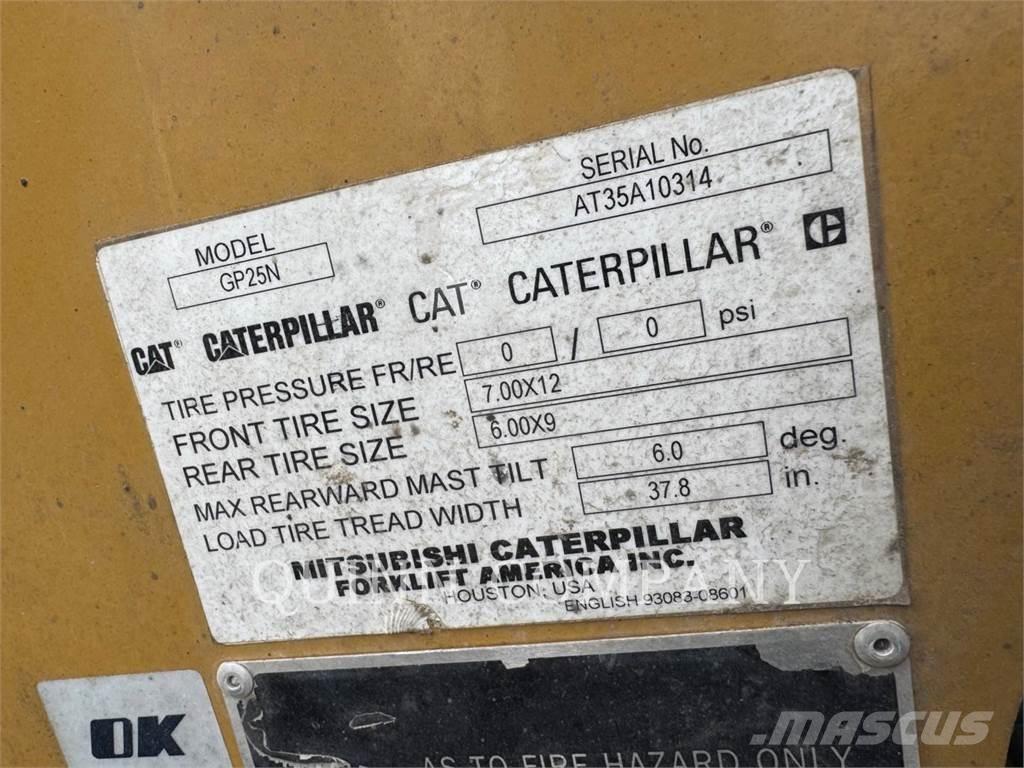 SERIAL No.
AT35A10314
MODEL
GP25N
CAT® CATERPILLAR® CAT® CATERPILLAR® C
TIRE PRESSURE FR/RE 0 / 0 psi
FRONT TIRE SIZE 7.00X12
REAR TIRE SIZE 6.00X9
MAX REARWARD MAST TILT 6.0 deg.
LOAD TIRE TREAD WIDTH 37.8 in.
MITSUBISHI CATERPILLAR
FORKLIFT AMERICA INC.
HOUSTON, USA
ENGLISH 93083-08601
QUINN COMPANY
OK
AS TO FIRE HAZARD ONLY
MASCUS